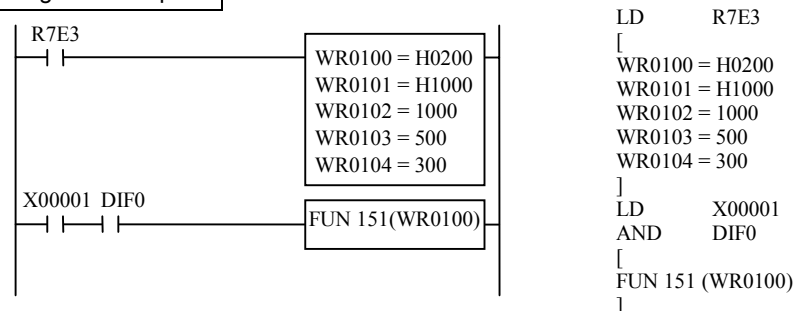 R7E3
WR0100 = H0200
WR0101 = H1000
WR0102 = 1000
WR0103 = 500
WR0104 = 300
X00001 DIF0
FUN 151(WR0100)
LD R7E3
[
WR0100 = H0200
WR0101 = H1000
WR0102 = 1000
WR0103 = 500
WR0104 = 300
]
LD X00001
AND DIF0
[
FUN 151 (WR0100)
]